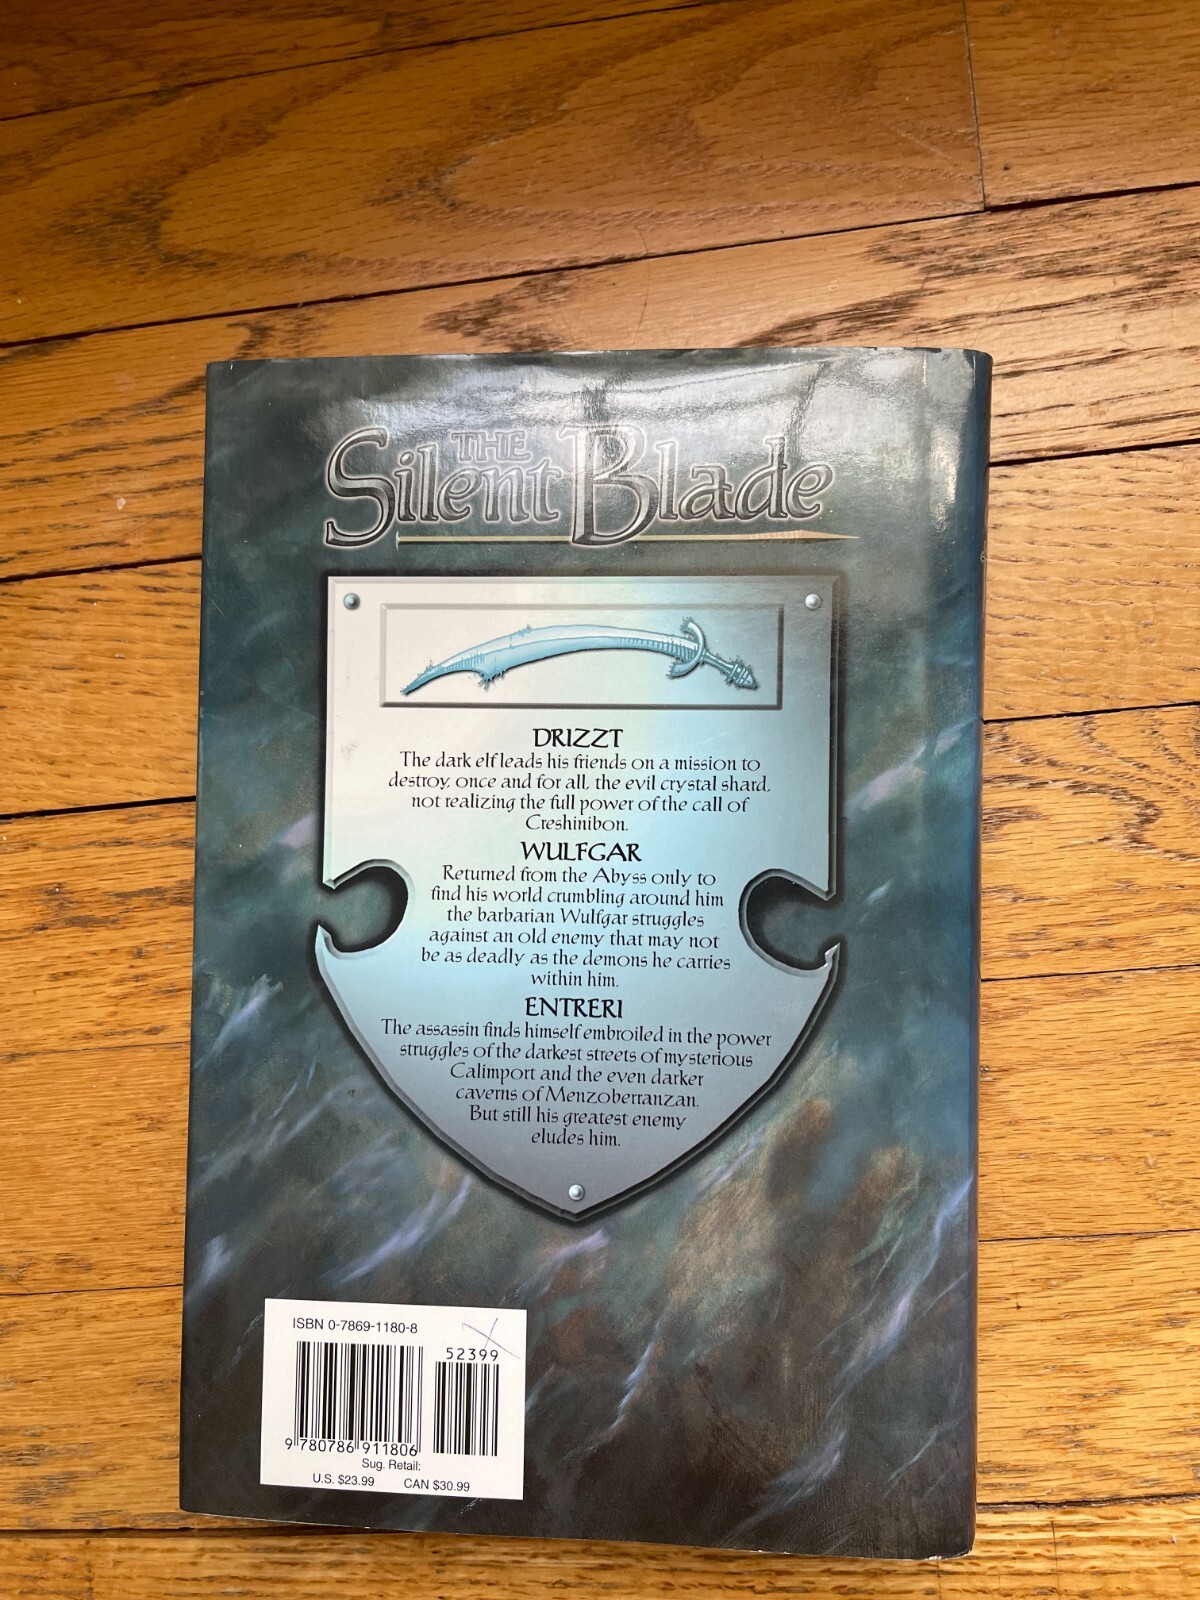 THE
Silent Blade
DRIZZT
The dark elf leads his friends on a mission to
destroy, once and for all, the evil crystal shard,
not realizing the full power of the call of
Creshinibon.
WULFGAR
Returned from the Abyss only to
find his world crumbling around him
the barbarian Wulfgar struggles
against an old enemy that may not
be as deadly as the demons he carries
within him.
ENTRERI
The assassin finds himself embroiled in the power
struggles of the darkest streets of mysterious
Calimport and the even darker
caverns of Menzoberranzan.
But still his greatest enemy
eludes him.
ISBN 0-7869-1180-8
52399
9 780786 911806
Sug. Retail:
U.S. $23.99 CAN $30.99